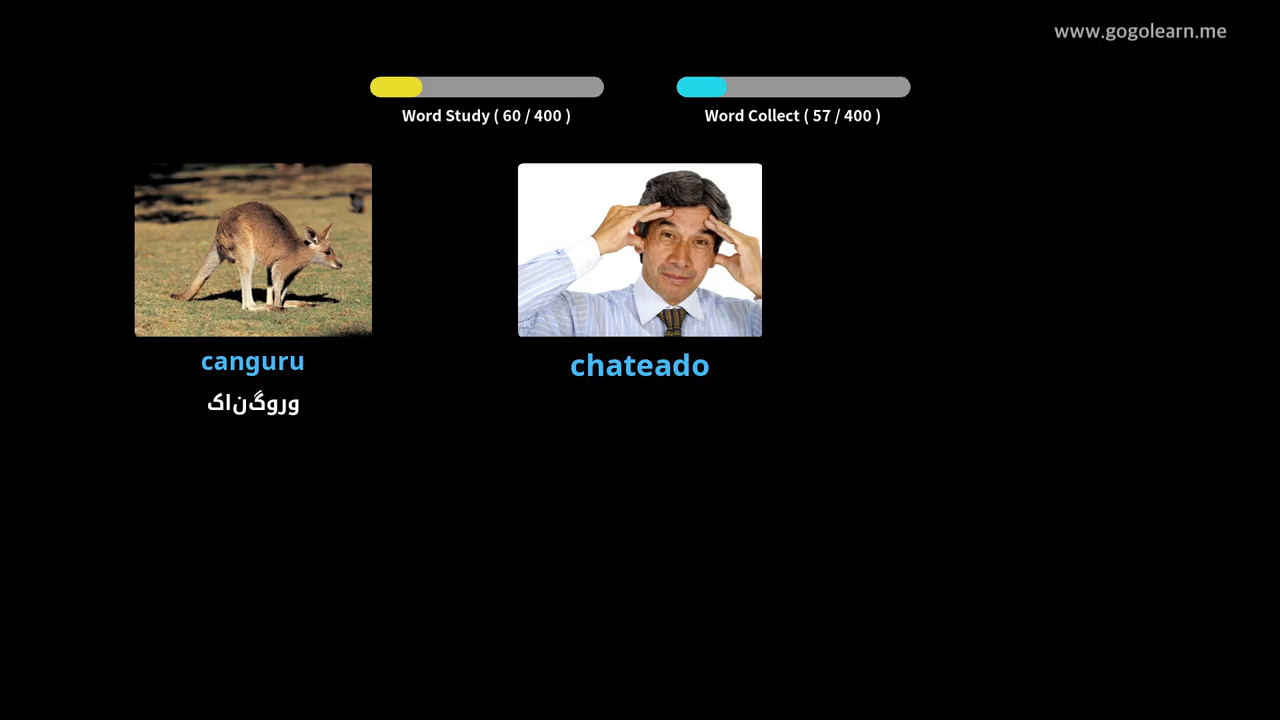 www.gogolearn.me
Word Study ( 60 / 400 )
Word Collect ( 57 / 400 )
canguru
وروگناک
chateado